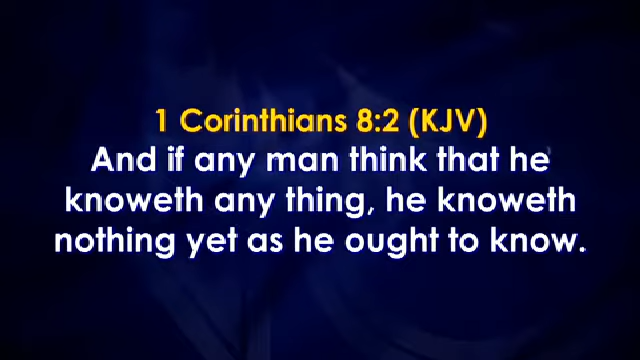 1 Corinthians 8:2 (KJV)
And if any man think that he
knoweth any thing, he knoweth
nothing yet as he ought to know.